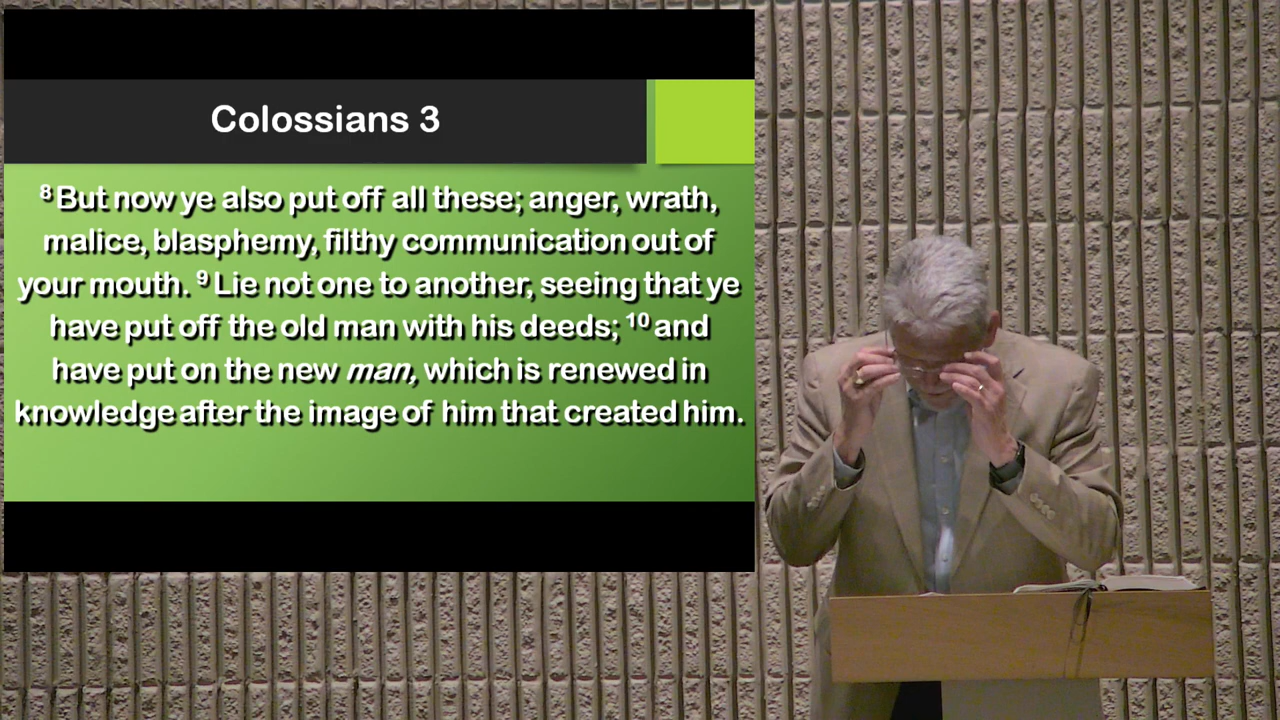 Colossians 3
⁸ But now ye also put off all these; anger, wrath,
malice, blasphemy, filthy communication out of
your mouth. ⁹ Lie not one to another, seeing that ye
have put off the old man with his deeds; ¹⁰ and
have put on the new man, which is renewed in
knowledge after the image of him that created him.